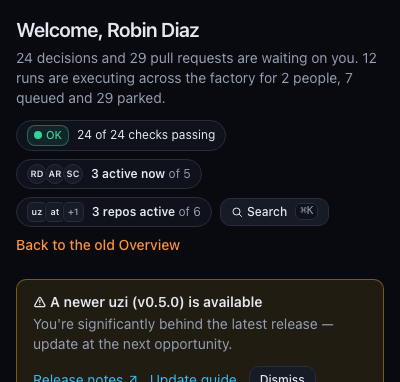 Welcome, Robin Diaz
24 decisions and 29 pull requests are waiting on you. 12
runs are executing across the factory for 2 people, 7
queued and 29 parked.
OK 24 of 24 checks passing
RD AR SC 3 active now of 5
uz at +1 3 repos active of 6 Search ⌘K
Back to the old Overview
A newer uzi (v0.5.0) is available
You're significantly behind the latest release —
update at the next opportunity.
Release notes ↗ Update guide Dismiss